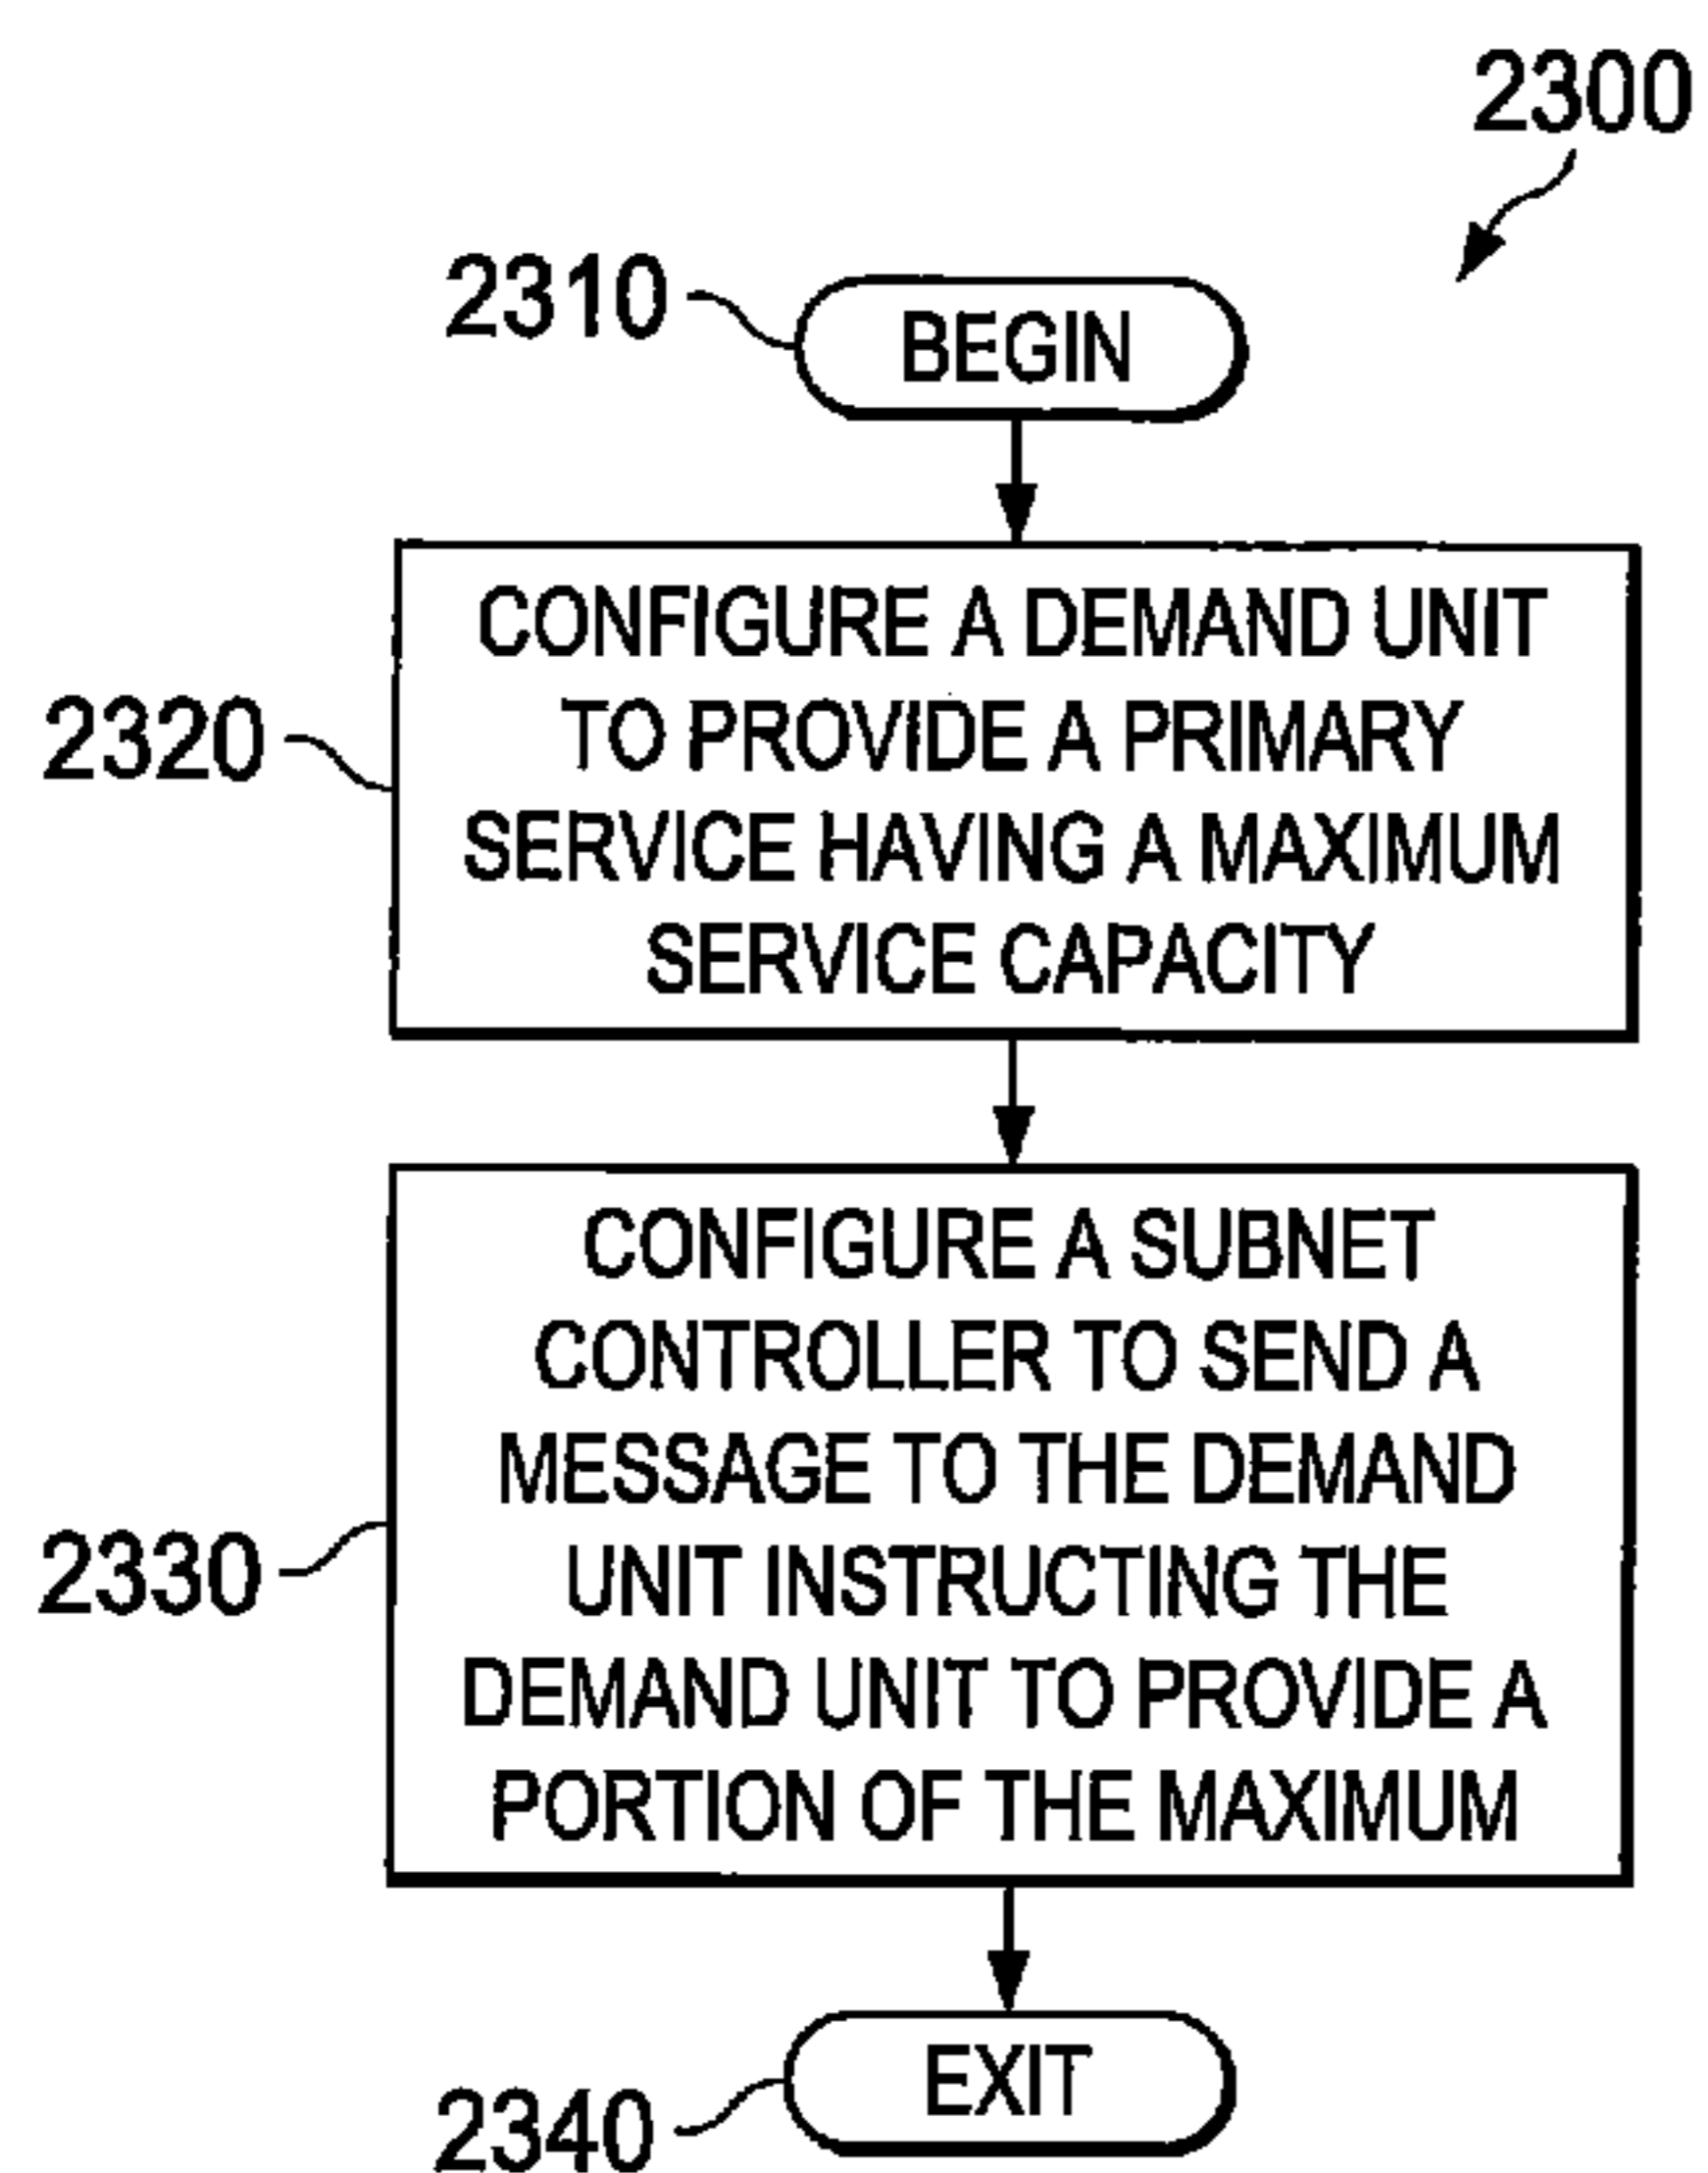 2300
2310
BEGIN
2320
CONFIGURE A DEMAND UNIT
TO PROVIDE A PRIMARY
SERVICE HAVING A MAXIMUM
SERVICE CAPACITY
2330
CONFIGURE A SUBNET
CONTROLLER TO SEND A
MESSAGE TO THE DEMAND
UNIT INSTRUCTING THE
DEMAND UNIT TO PROVIDE A
PORTION OF THE MAXIMUM
2340
EXIT